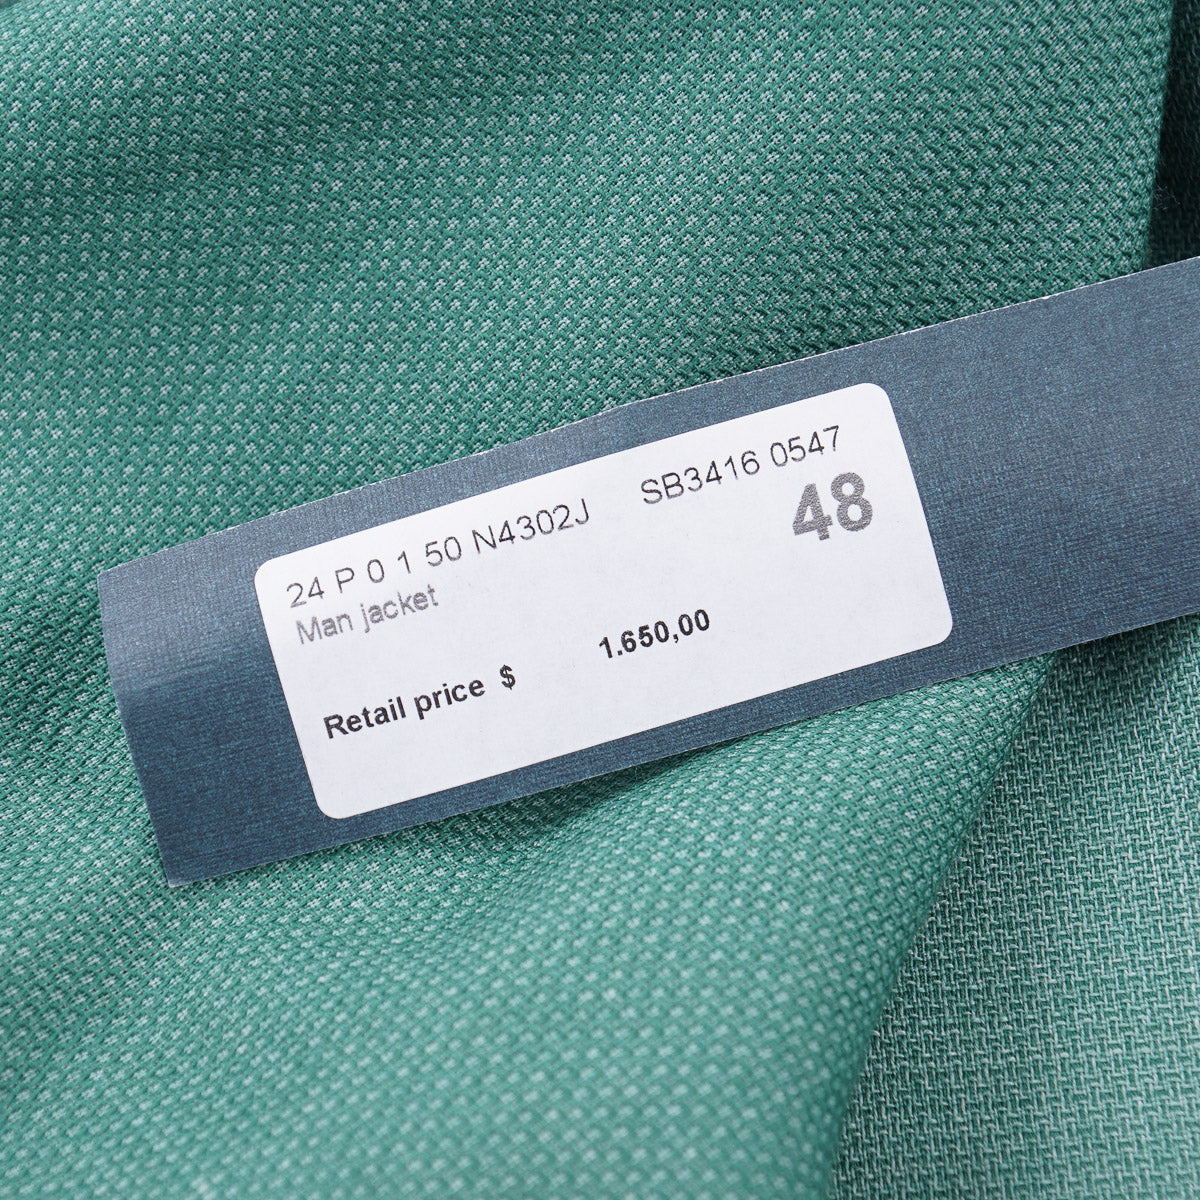 24 P 0 1 50 N4302J SB3416 0547
48
Man jacket
Retail price $ 1.650,00